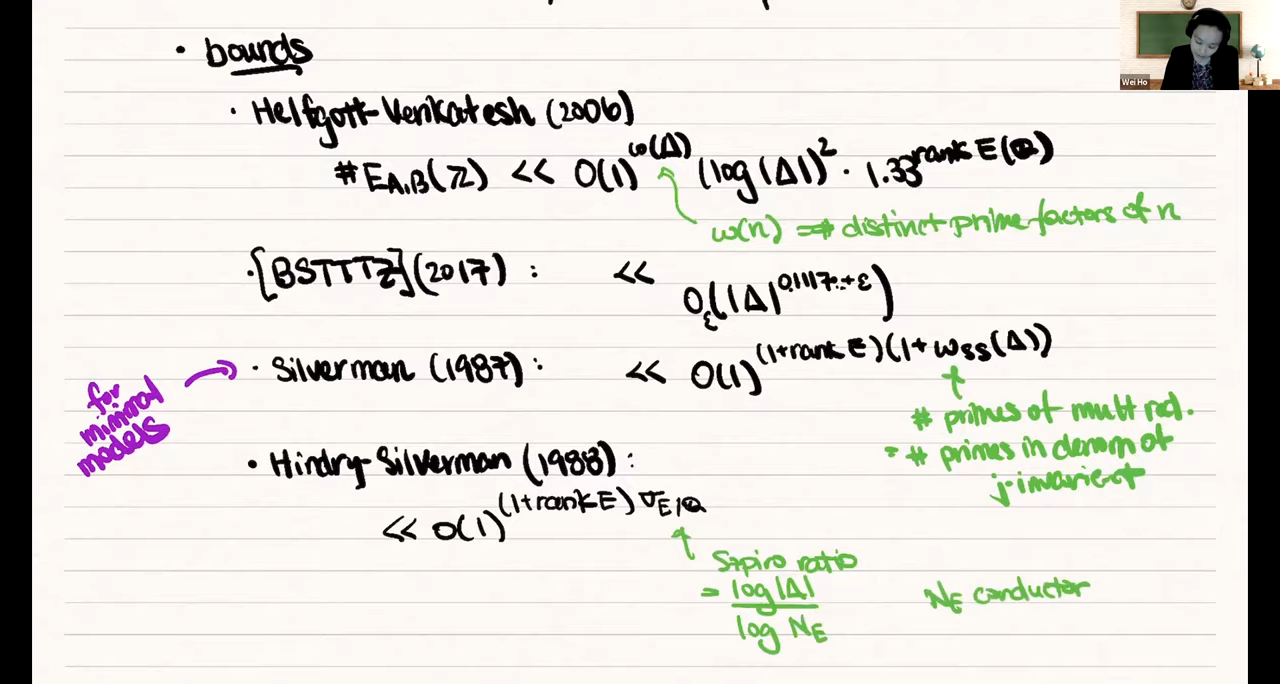 • bounds
Wei Ho
• Helfgott-Venkatesh (2006)
# E_{A,B}(ℤ) << O(1)^{ω(Δ)} (log|Δ|)^2 · 1.33^{rank E(ℚ)}
ω(n) = # distinct prime factors of n
• [BSTTTZ] (2017) : << O_ε(|Δ|^{0.1117...+ε})
• Silverman (1987) : << O(1)^{(1+rank E)(1+ω_{ss}(Δ))}
for
minimal
models
# primes of mult red.
= # primes in denom of
j-invariant
• Hindry-Silverman (1988) :
<< O(1)^{(1+rank E) σ_{E/ℚ}}
Szpiro ratio
= log|Δ| / log N_E
N_E conductor